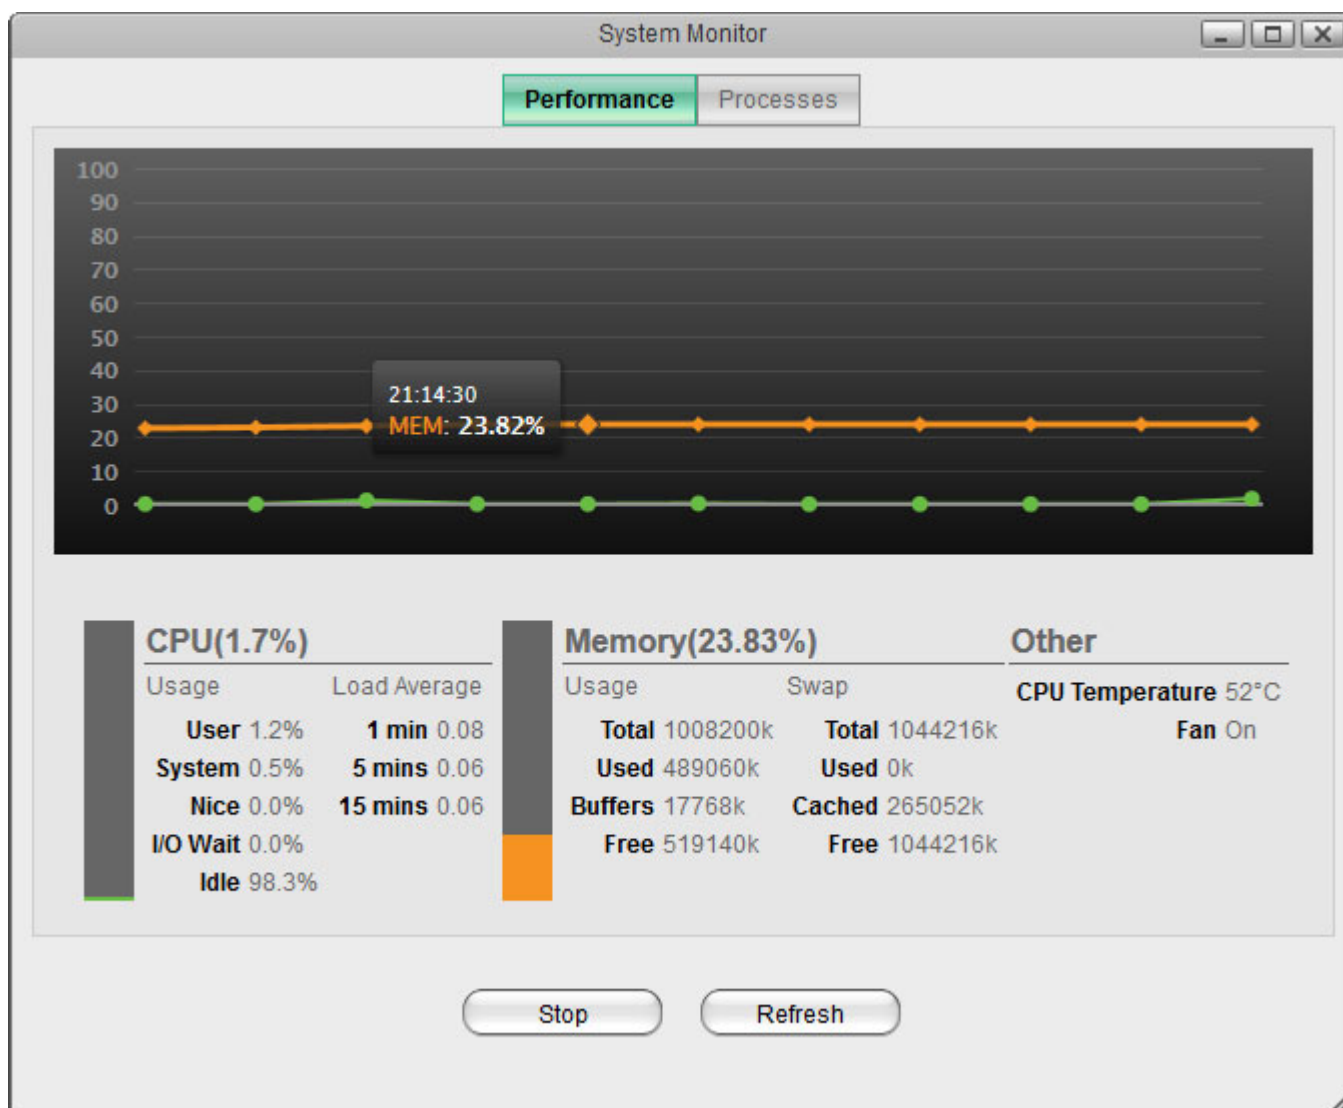 System Monitor
Performance Processes
100
90
80
70
60
50
40
30
20
10
0
21:14:30
MEM: 23.82%
CPU(1.7%) Memory(23.83%) Other
Usage Load Average Usage Swap CPU Temperature 52°C
User 1.2% 1 min 0.08 Total 1008200k Total 1044216k Fan On
System 0.5% 5 mins 0.06 Used 489060k Used 0k
Nice 0.0% 15 mins 0.06 Buffers 17768k Cached 265052k
I/O Wait 0.0% Free 519140k Free 1044216k
Idle 98.3%
Stop Refresh